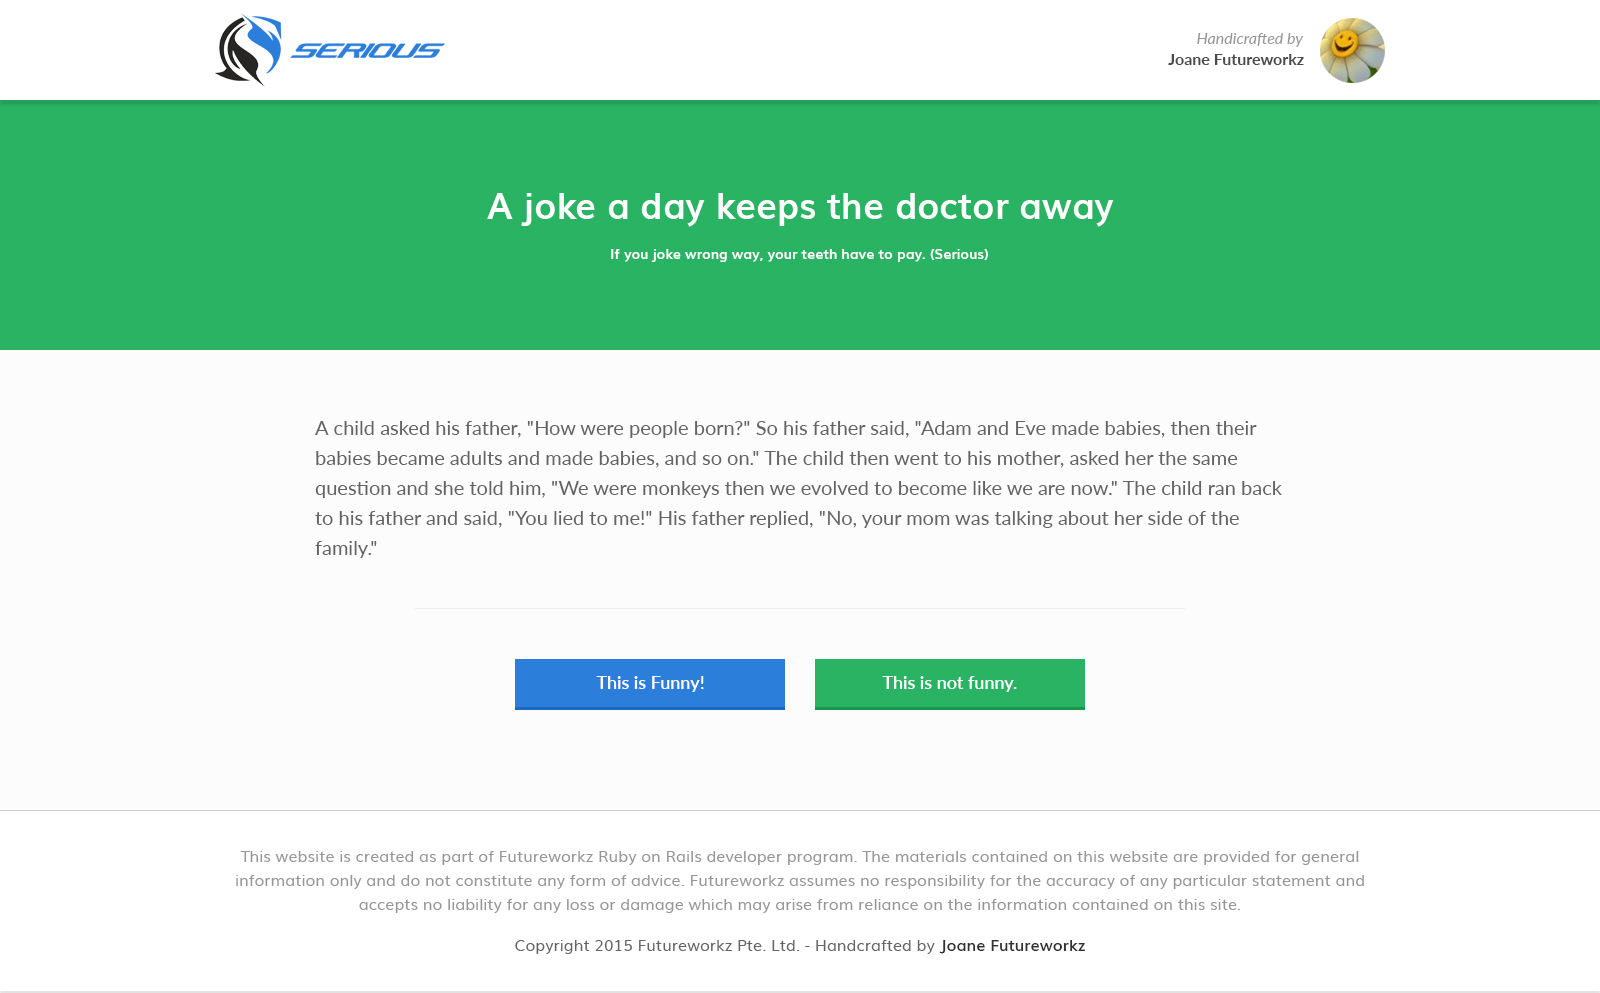 SERIOUS
Handicrafted by
Joane Futureworkz
A joke a day keeps the doctor away
If you joke wrong way, your teeth have to pay. (Serious)
A child asked his father, "How were people born?" So his father said, "Adam and Eve made babies, then their
babies became adults and made babies, and so on." The child then went to his mother, asked her the same
question and she told him, "We were monkeys then we evolved to become like we are now." The child ran back
to his father and said, "You lied to me!" His father replied, "No, your mom was talking about her side of the
family."
This is Funny!
This is not funny.
This website is created as part of Futureworkz Ruby on Rails developer program. The materials contained on this website are provided for general
information only and do not constitute any form of advice. Futureworkz assumes no responsibility for the accuracy of any particular statement and
accepts no liability for any loss or damage which may arise from reliance on the information contained on this site.
Copyright 2015 Futureworkz Pte. Ltd. - Handcrafted by Joane Futureworkz